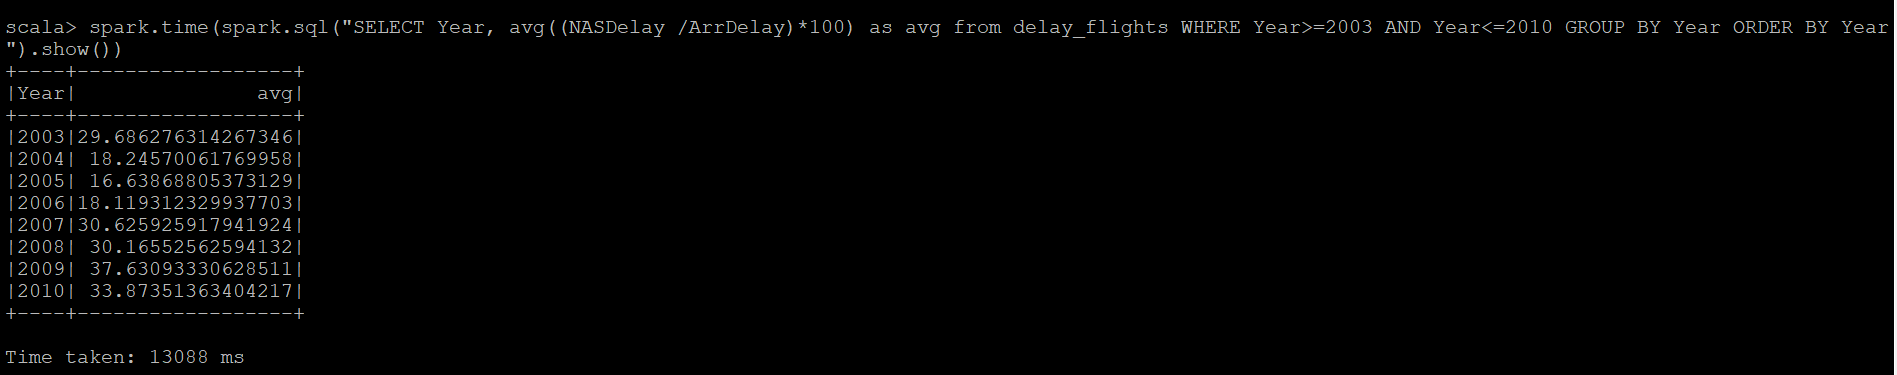 scala> spark.time(spark.sql("SELECT Year, avg((NASDelay /ArrDelay)*100) as avg from delay_flights WHERE Year>=2003 AND Year<=2010 GROUP BY Year ORDER BY Year
").show())
+----+------------------+
|Year|               avg|
+----+------------------+
|2003|29.686276314267346|
|2004| 18.24570061769958|
|2005| 16.63868805373129|
|2006|18.119312329937703|
|2007|30.625925917941924|
|2008| 30.16552562594132|
|2009| 37.63093330628511|
|2010| 33.87351363404217|
+----+------------------+
Time taken: 13088 ms